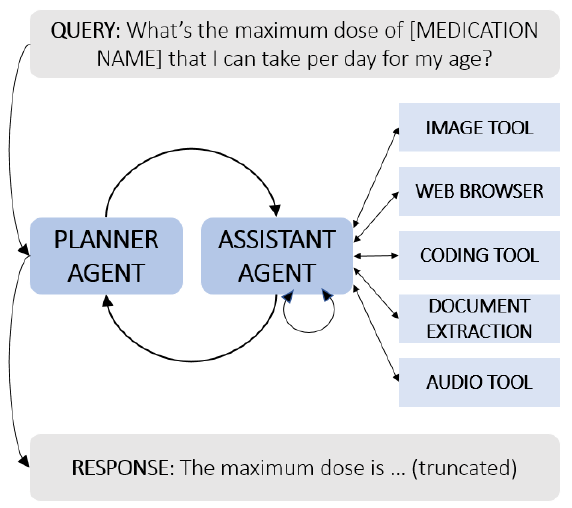 QUERY: What’s the maximum dose of [MEDICATION
NAME] that I can take per day for my age?
IMAGE TOOL
WEB BROWSER
PLANNER
AGENT
ASSISTANT
AGENT
CODING TOOL
DOCUMENT
EXTRACTION
AUDIO TOOL
RESPONSE: The maximum dose is ... (truncated)